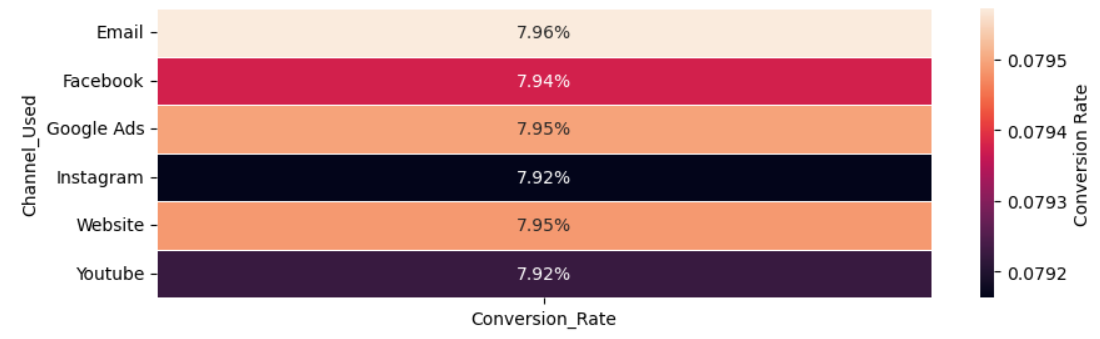 Channel_Used
Email 7.96%
Facebook 7.94%
Google Ads 7.95%
Instagram 7.92%
Website 7.95%
Youtube 7.92%
Conversion_Rate
0.0795
0.0794
0.0793
0.0792
Conversion Rate